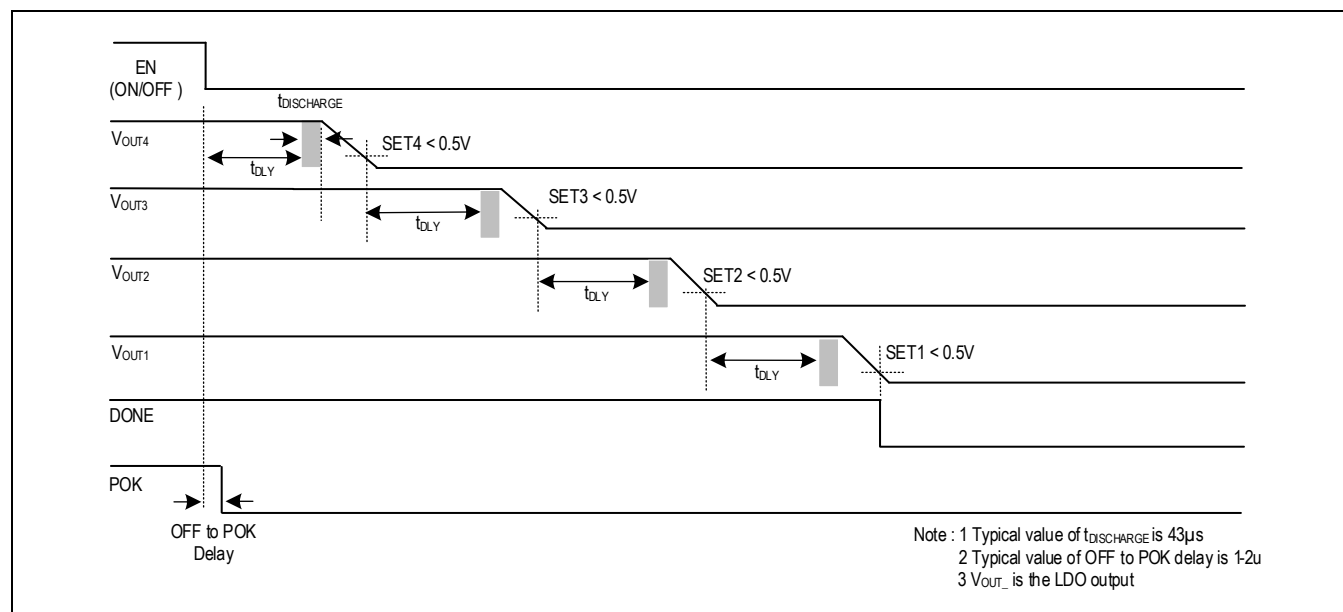 EN
(ON/OFF )
tDISCHARGE
VOUT4
SET4 < 0.5V
tDLY
VOUT3
SET3 < 0.5V
tDLY
VOUT2
SET2 < 0.5V
tDLY
VOUT1
SET1 < 0.5V
tDLY
DONE
POK
OFF to POK
Delay
Note : 1 Typical value of tDISCHARGE is 43µs
2 Typical value of OFF to POK delay is 1-2u
3 VOUT_ is the LDO output